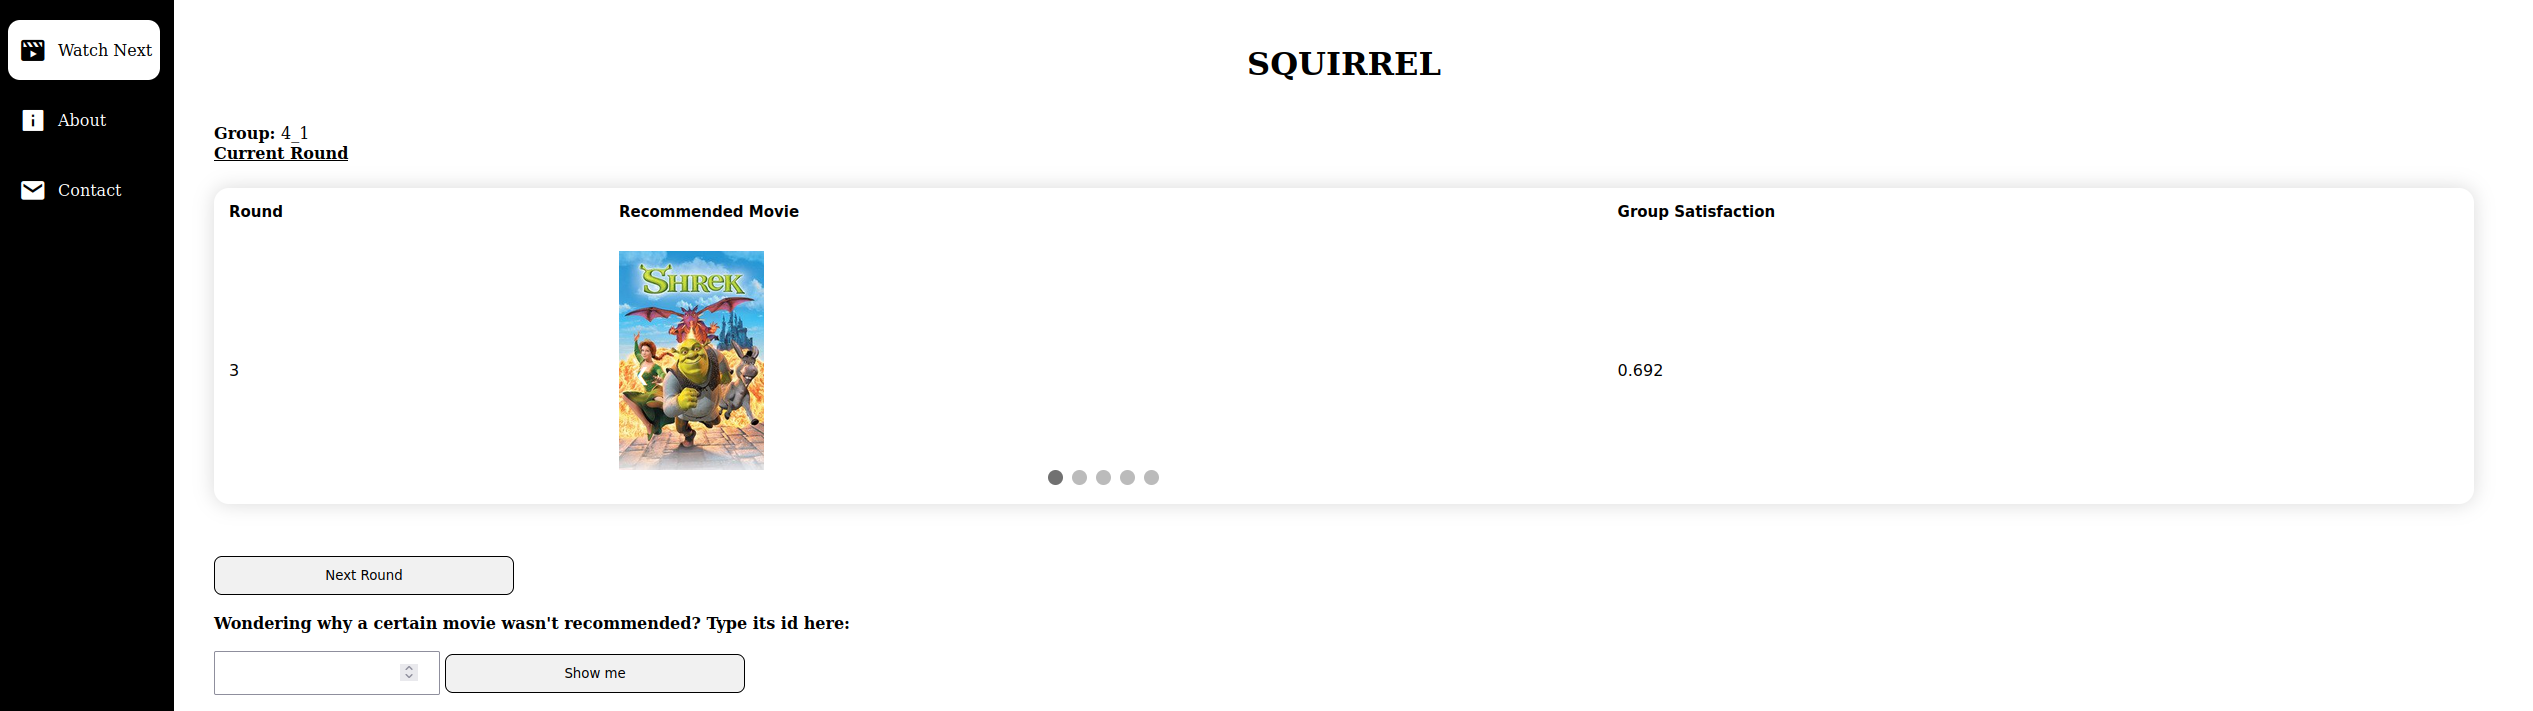 Watch Next
About
Contact
SQUIRREL
Group: 4_1
Current Round
Round Recommended Movie Group Satisfaction
SHREK
3 0.692
Next Round
Wondering why a certain movie wasn't recommended? Type its id here:
Show me